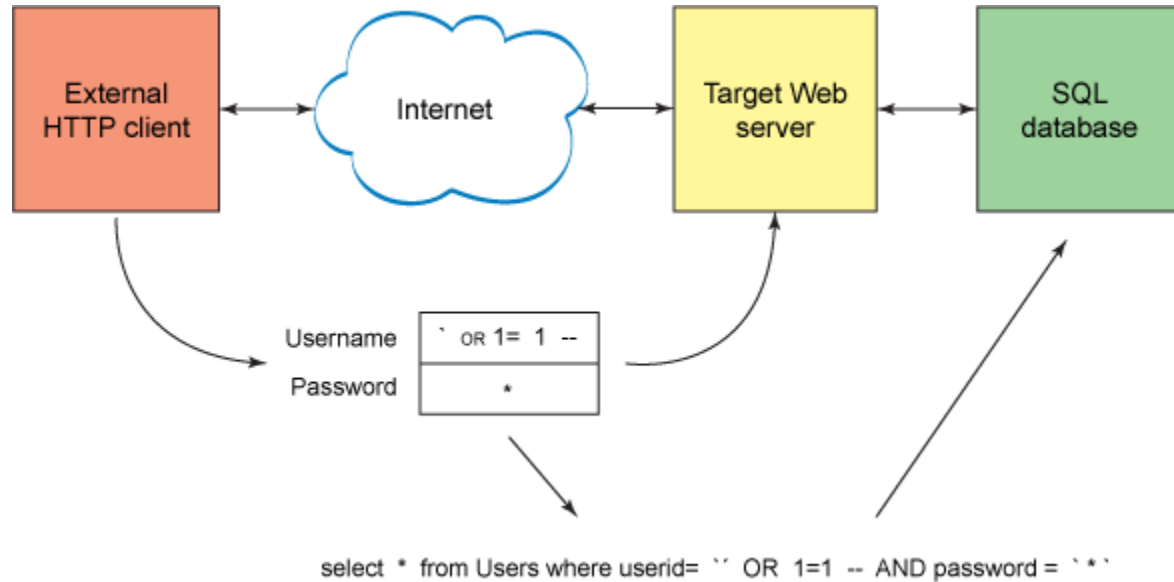 External
HTTP client
Internet
Target Web
server
SQL
database
Username ` OR 1= 1 --
Password *
select * from Users where userid= `´ OR 1=1 -- AND password = ` * `